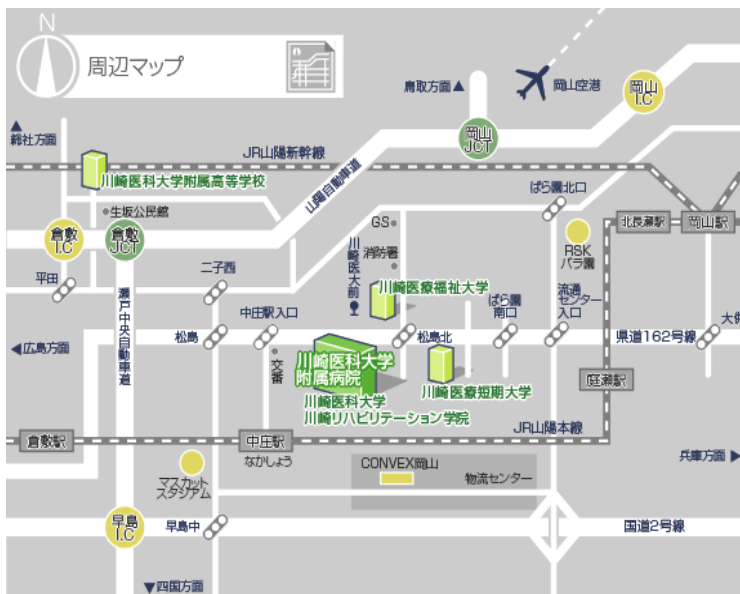 N
周辺マップ
鳥取方面▲
岡山空港
岡山
I.C
▲
総社方面
岡山
JCT
JR山陽新幹線
川崎医科大学附属高等学校
山陽自動車道
ばら園北口
生坂公民館
GS
北長瀬駅
岡山駅
倉敷
I.C
倉敷
JCT
消防署
RSK
バラ園
川崎医大前
平田
二子西
川崎医療福祉大学
瀬戸中央自動車道
中庄駅入口
ばら園
南口
流通
センター
入口
松島
松島北
県道162号線
◀広島方面
交番
川崎医科大学
附属病院
川崎医療短期大学
庭瀬駅
川崎医科大学
川崎リハビリテーション学院
JR山陽本線
倉敷駅
中庄駅
なかしょう
兵庫方面▶
CONVEX岡山
物流センター
マスカット
スタジアム
早島
I.C
早島中
国道2号線
▼四国方面